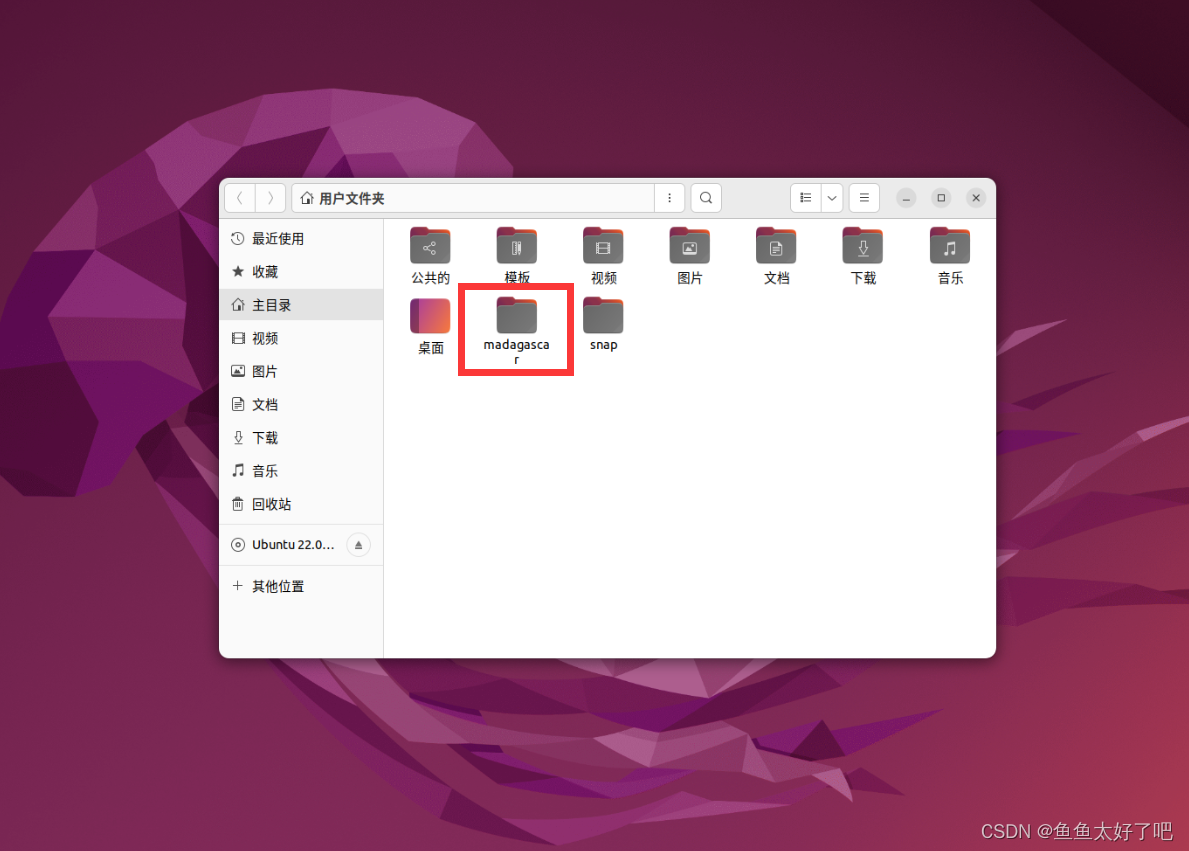 用户文件夹
最近使用
收藏
主目录
视频
图片
文档
下载
音乐
回收站
Ubuntu 22.0...
其他位置
公共的
模板
视频
图片
文档
下载
音乐
桌面
madagasca
r
snap
CSDN @鱼鱼太好了吧